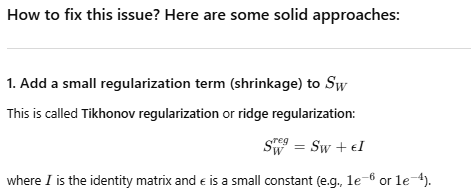 How to fix this issue? Here are some solid approaches:
1. Add a small regularization term (shrinkage) to S_W
This is called Tikhonov regularization or ridge regularization:
S_W^{reg} = S_W + ϵI
where I is the identity matrix and ϵ is a small constant (e.g., 1e^{-6} or 1e^{-4}).